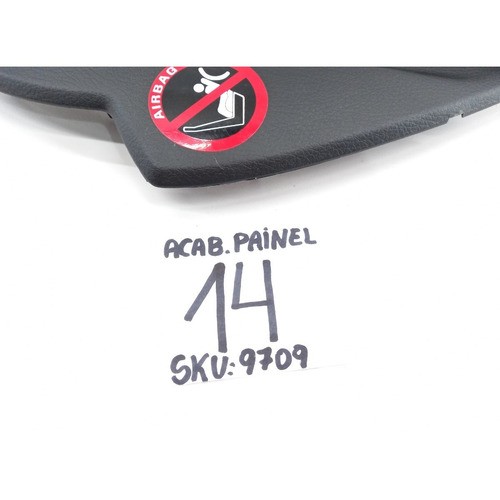 AIRBAG
ACAB. PAINEL
14
SKU: 9709